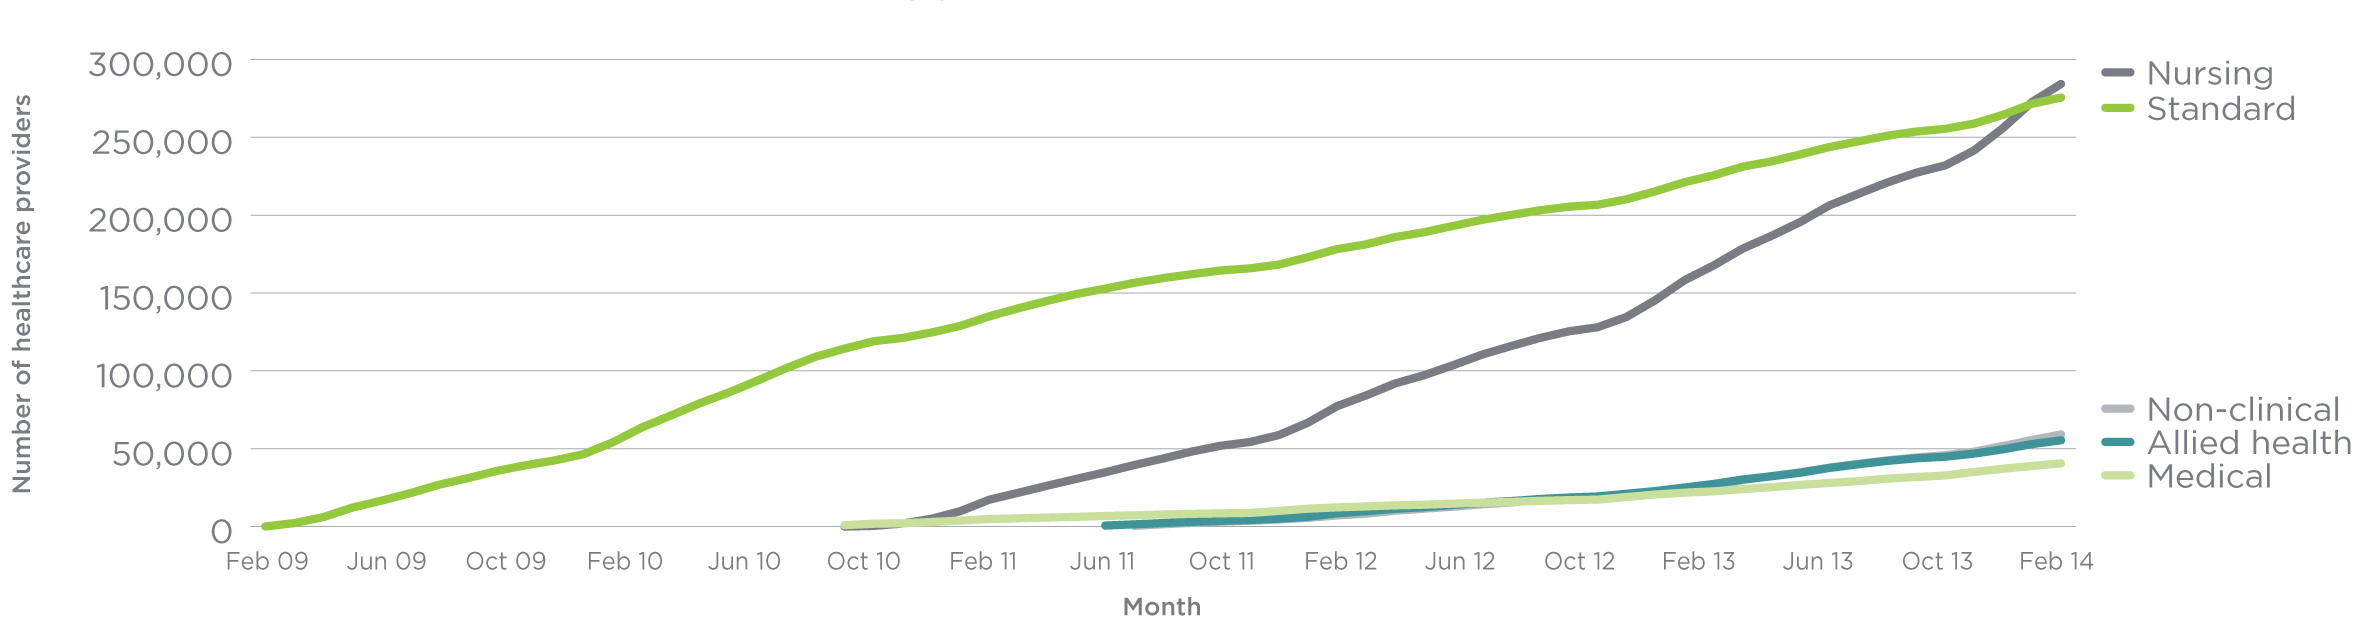 Number of healthcare providers
300,000
250,000
200,000
150,000
100,000
50,000
0
Feb 09 Jun 09 Oct 09 Feb 10 Jun 10 Oct 10 Feb 11 Jun 11 Oct 11 Feb 12 Jun 12 Oct 12 Feb 13 Jun 13 Oct 13 Feb 14
Month
Nursing
Standard
Non-clinical
Allied health
Medical